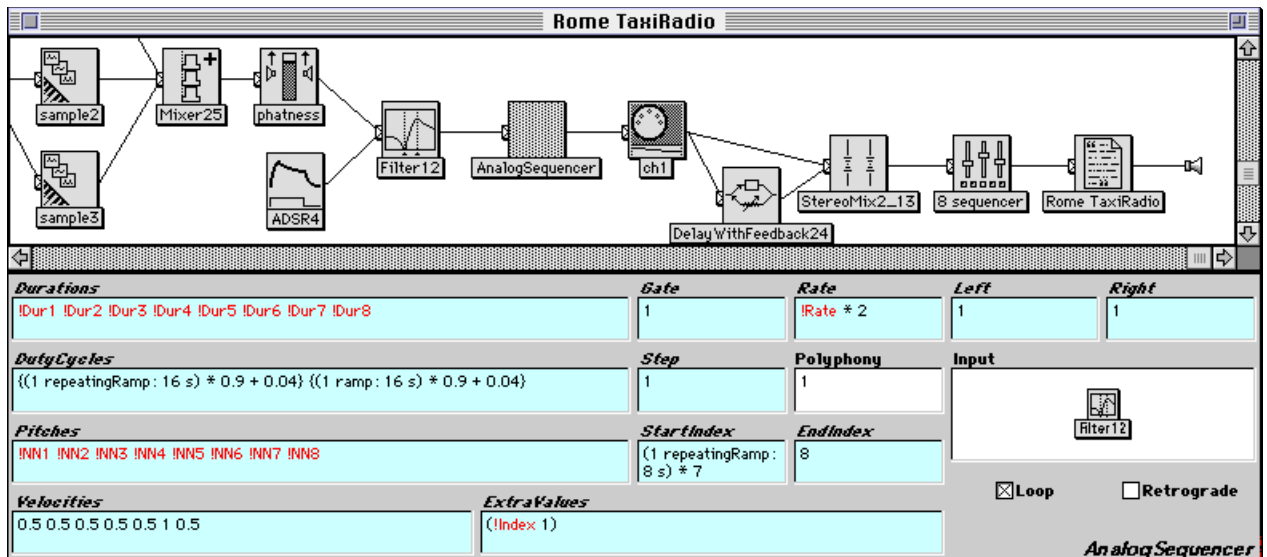 Rome TaxiRadio
sample2
Mixer25
phatness
Filter12
AnalogSequencer
ch1
StereoMix2_13
8 sequencer
Rome TaxiRadio
sample3
ADSR4
DelayWithFeedback24
Durations
!Dur1 !Dur2 !Dur3 !Dur4 !Dur5 !Dur6 !Dur7 !Dur8
Gate
1
Rate
!Rate * 2
Left
1
Right
1
DutyCycles
{(1 repeatingRamp: 16 s) * 0.9 + 0.04} {(1 ramp: 16 s) * 0.9 + 0.04}
Step
1
Polyphony
1
Input
Filter12
Pitches
!NN1 !NN2 !NN3 !NN4 !NN5 !NN6 !NN7 !NN8
StartIndex
(1 repeatingRamp:
8 s) * 7
EndIndex
8
Loop
Retrograde
Velocities
0.5 0.5 0.5 0.5 0.5 0.5 1 0.5
ExtraValues
(!Index 1)
AnalogSequencer